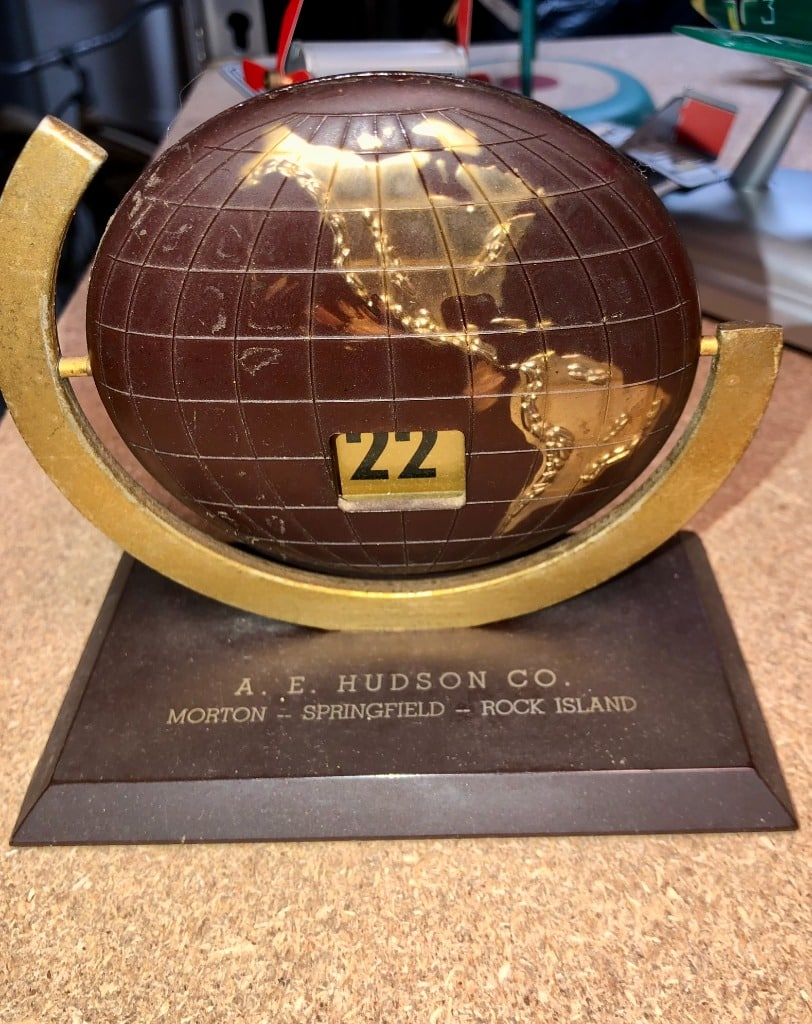 22
A. E. HUDSON CO.
MORTON -- SPRINGFIELD -- ROCK ISLAND